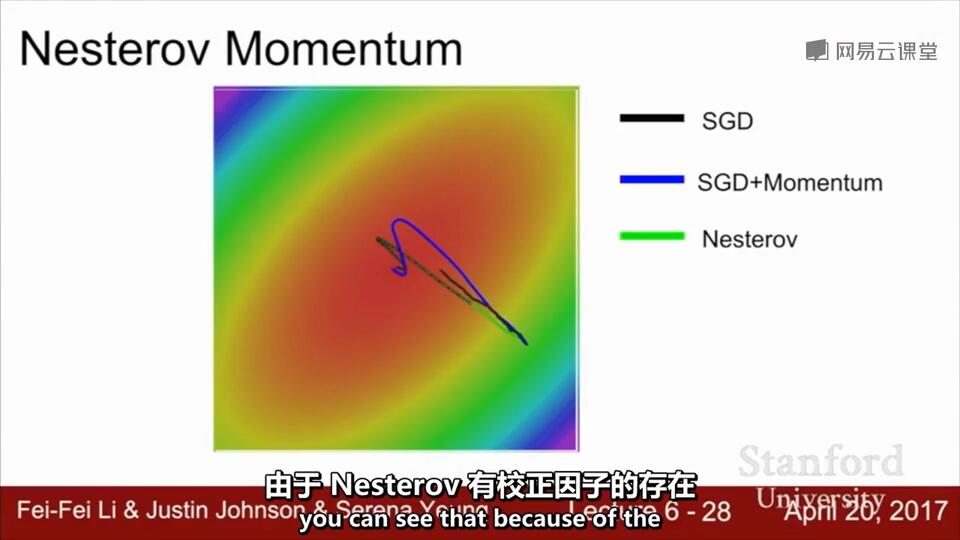 Nesterov Momentum
网易云课堂
SGD
SGD+Momentum
Nesterov
Stanford
University
由于 Nesterov 有校正因子的存在
Fei-Fei Li & Justin Johnson & Serena Yeung
Lecture 6 - 28
April 20, 2017
you can see that because of the